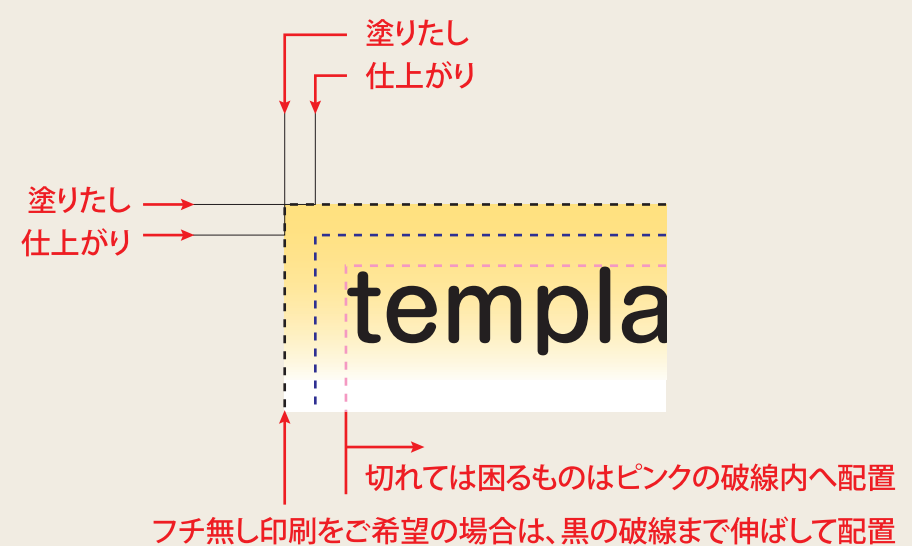 塗りたし
仕上がり
塗りたし
仕上がり
templa
切れては困るものはピンクの破線内へ配置
フチ無し印刷をご希望の場合は、黒の破線まで伸ばして配置